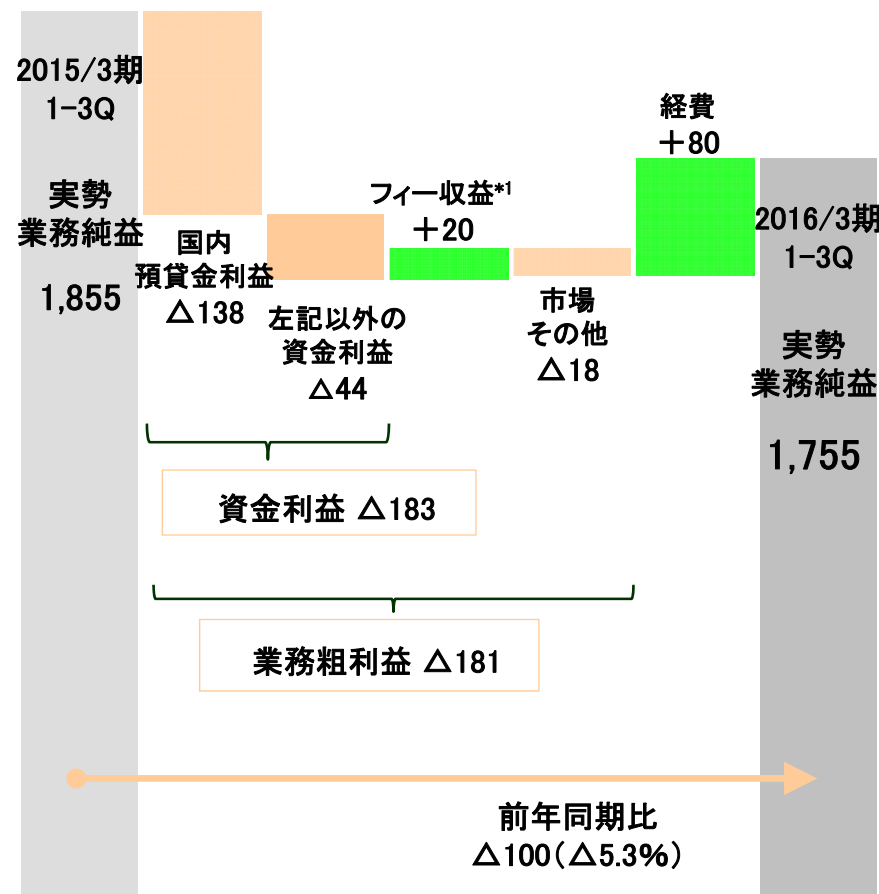 2015/3期
1-3Q
実勢
業務純益
1,855
国内
預貸金利益
△138
左記以外の
資金利益
△44
フィー収益*1
+20
市場
その他
△18
経費
+80
2016/3期
1-3Q
実勢
業務純益
1,755
資金利益 △183
業務粗利益 △181
前年同期比
△100(△5.3%)